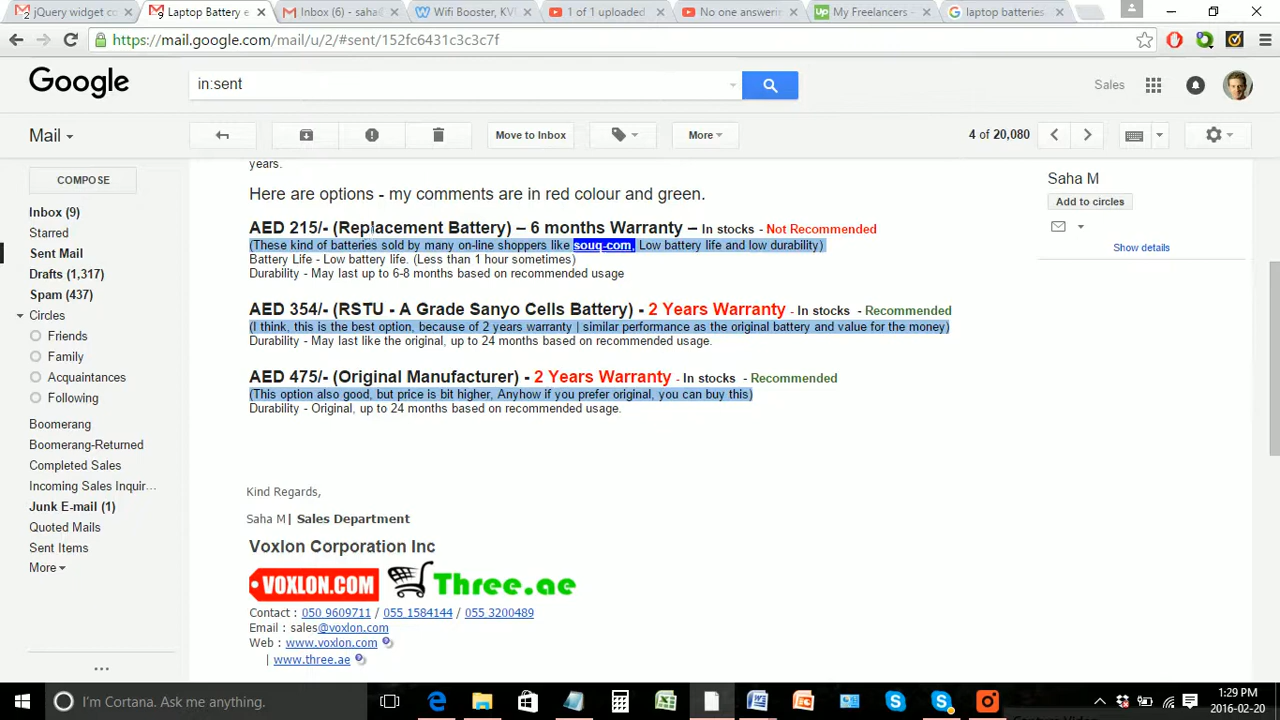 jQuery widget co
Laptop Battery e
Inbox (6) - saha
Wifi Booster, KV
1 of 1 uploaded
No one answerin
My Freelancers -
laptop batteries
https://mail.google.com/mail/u/2/#sent/152fc6431c3c3c7f
Google
in:sent
Sales
Mail
Move to Inbox
More
4 of 20,080
COMPOSE
Inbox (9)
Starred
Sent Mail
Drafts (1,317)
Spam (437)
Circles
Friends
Family
Acquaintances
Following
Boomerang
Boomerang-Returned
Completed Sales
Incoming Sales Inquir...
Junk E-mail (1)
Quoted Mails
Sent Items
More
years.
Here are options - my comments are in red colour and green.
AED 215/- (Replacement Battery) – 6 months Warranty – In stocks - Not Recommended
(These kind of batteries sold by many on-line shoppers like souq-com, Low battery life and low durability)
Battery Life - Low battery life. (Less than 1 hour sometimes)
Durability - May last up to 6-8 months based on recommended usage
AED 354/- (RSTU - A Grade Sanyo Cells Battery) - 2 Years Warranty - In stocks - Recommended
(I think, this is the best option, because of 2 years warranty | similar performance as the original battery and value for the money)
Durability - May last like the original, up to 24 months based on recommended usage.
AED 475/- (Original Manufacturer) - 2 Years Warranty - In stocks - Recommended
(This option also good, but price is bit higher, Anyhow if you prefer original, you can buy this)
Durability - Original, up to 24 months based on recommended usage.
Kind Regards,
Saha M| Sales Department
Voxlon Corporation Inc
VOXLON.COM Three.ae
Contact : 050 9609711 / 055 1584144 / 055 3200489
Email : sales@voxlon.com
Web : www.voxlon.com
| www.three.ae
Saha M
Add to circles
Show details
I'm Cortana. Ask me anything.
1:29 PM
2016-02-20